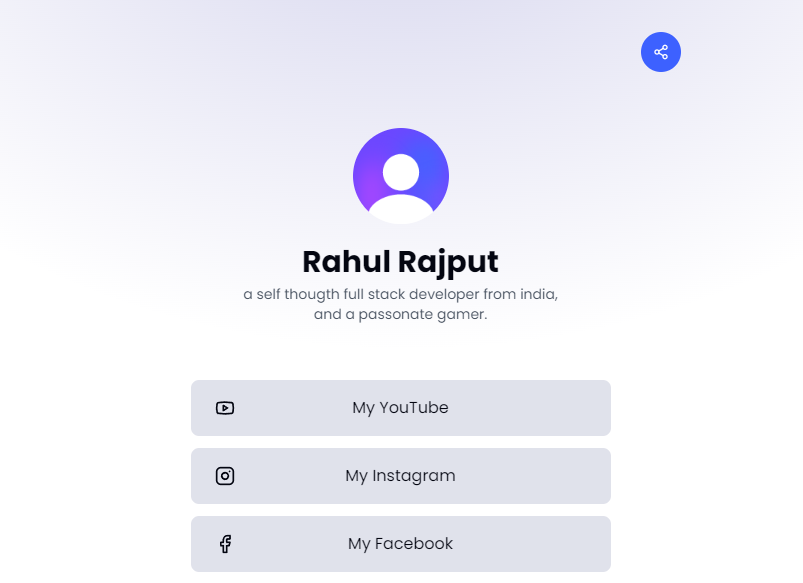 Rahul Rajput
a self thougth full stack developer from india,
and a passonate gamer.
My YouTube
My Instagram
My Facebook